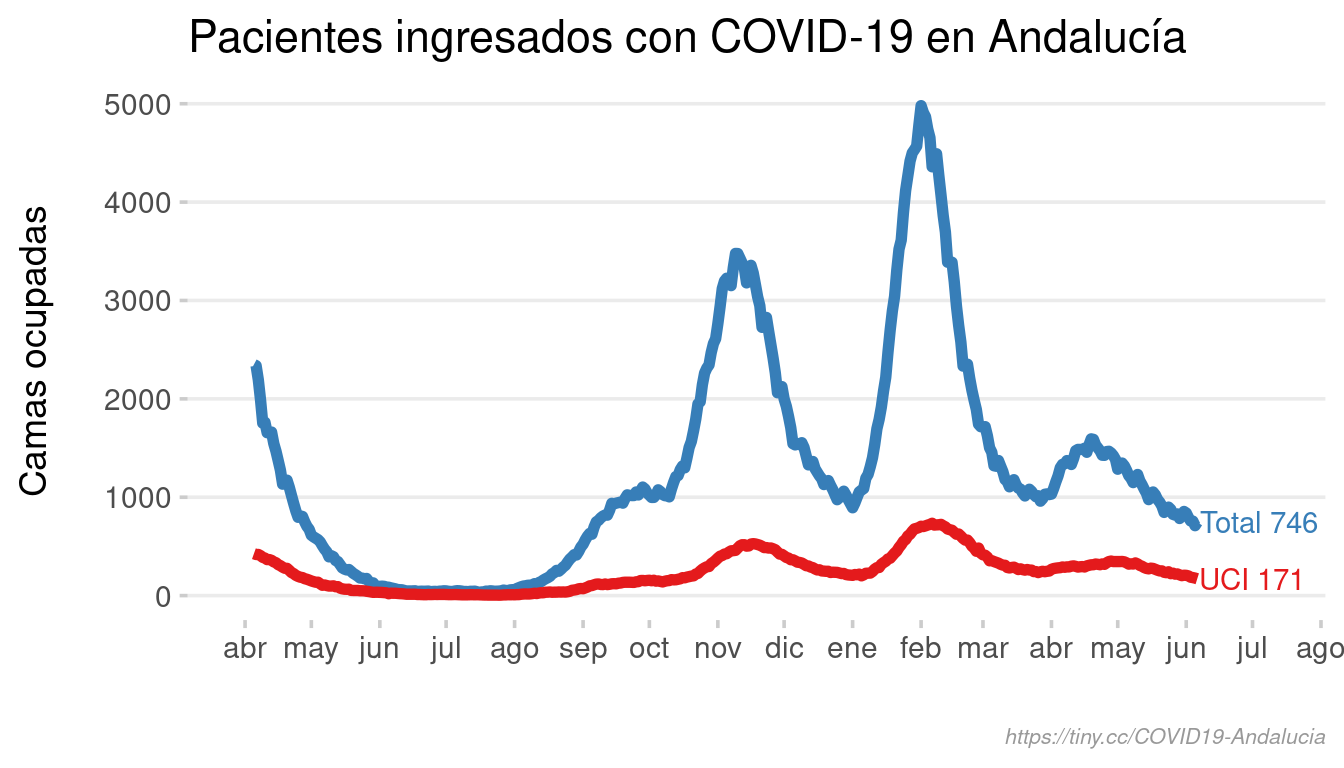 Pacientes ingresados con COVID-19 en Andalucía
Camas ocupadas
5000
4000
3000
2000
1000
0
Total 746
UCI 171
abr may jun jul ago sep oct nov dic ene feb mar abr may jun jul ago
https://tiny.cc/COVID19-Andalucia